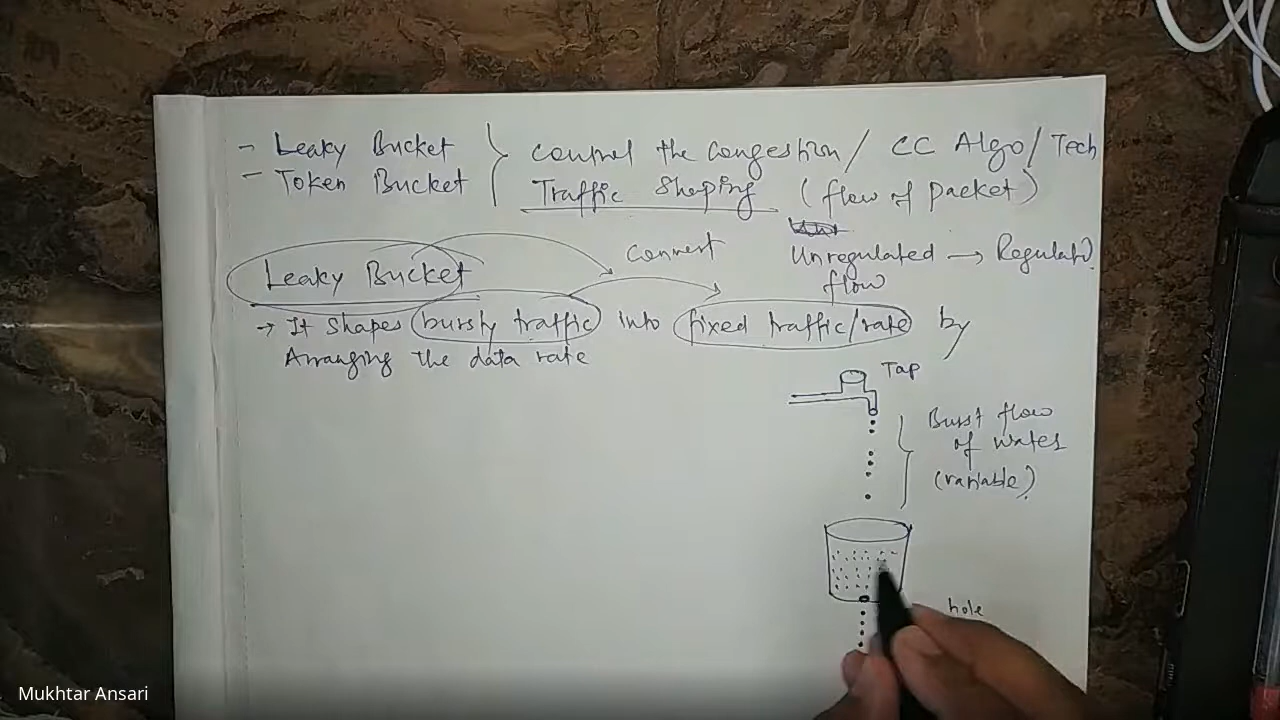 - Leaky Bucket
- Token Bucket
control the congestion / CC Algo / Tech
Traffic Shaping (flow of packet)
Leaky Bucket
convert
Unregulated → Regulated
flow
→ It shapes bursty traffic into fixed traffic/rate by
Arranging the data rate
Tap
Burst flow
of water
(variable)
hole
Mukhtar Ansari